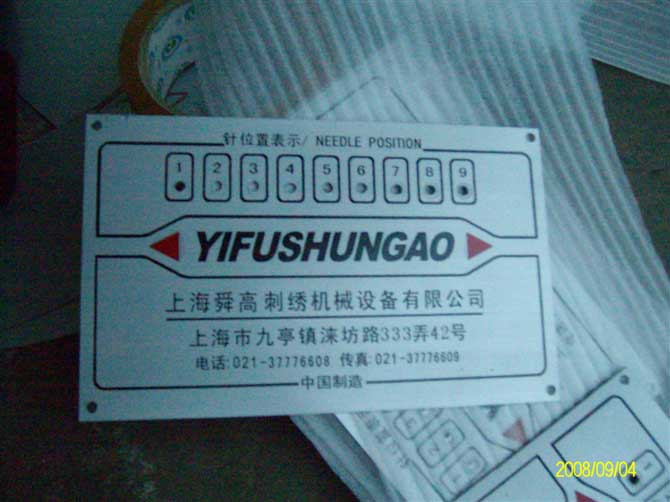 针位置表示/ NEEDLE POSITION
1 2 3 4 5 6 7 8 9
YIFUSHUNGAO
上海舜高刺绣机械设备有限公司
上海市九亭镇涞坊路333弄42号
电话:021-37776608 传真:021-37776609
中国制造
2008/09/04